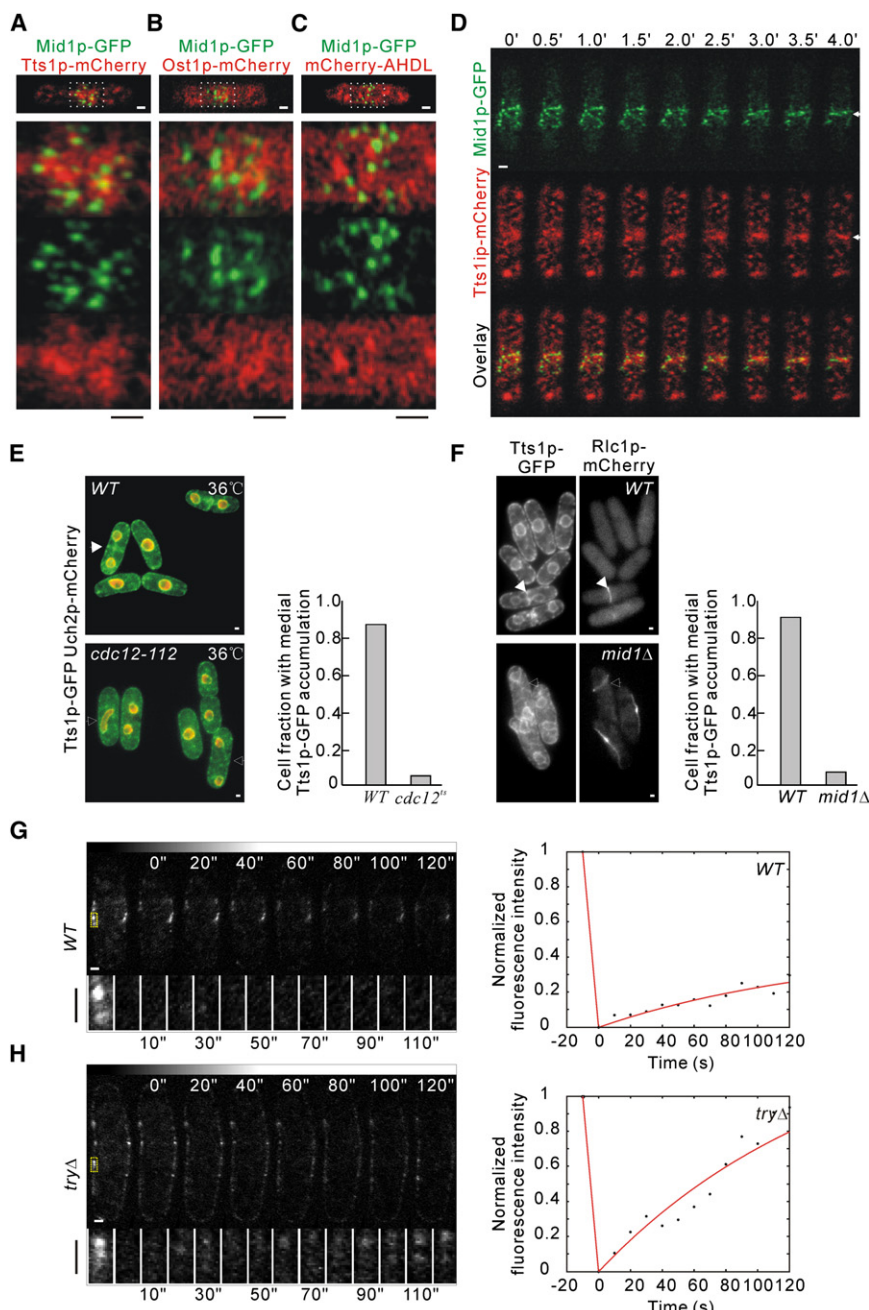 A
B
C
D
Mid1p-GFP
Tts1p-mCherry
Mid1p-GFP
Ost1p-mCherry
Mid1p-GFP
mCherry-AHDL
0' 0.5' 1.0' 1.5' 2.0' 2.5' 3.0' 3.5' 4.0'
Mid1p-GFP
Tts1ip-mCherry
Overlay
E
Tts1p-GFP Uch2p-mCherry
WT
36℃
cdc12-112
36℃
Cell fraction with medial
Tts1p-GFP accumulation
1.0
0.8
0.6
0.4
0.2
0
WT cdc12ts
F
Tts1p-
GFP
Rlc1p-
mCherry
WT
mid1Δ
Cell fraction with medial
Tts1p-GFP accumulation
1.0
0.8
0.6
0.4
0.2
0
WT mid1Δ
G
WT
0" 20" 40" 60" 80" 100" 120"
10" 30" 50" 70" 90" 110"
Normalized
fluorescence intensity
WT
1
0.8
0.6
0.4
0.2
0
-20 0 20 40 60 80 100 120
Time (s)
H
tryΔ
0" 20" 40" 60" 80" 100" 120"
10" 30" 50" 70" 90" 110"
Normalized
fluorescence intensity
tryΔ
1
0.8
0.6
0.4
0.2
0
-20 0 20 40 60 80 100 120
Time (s)